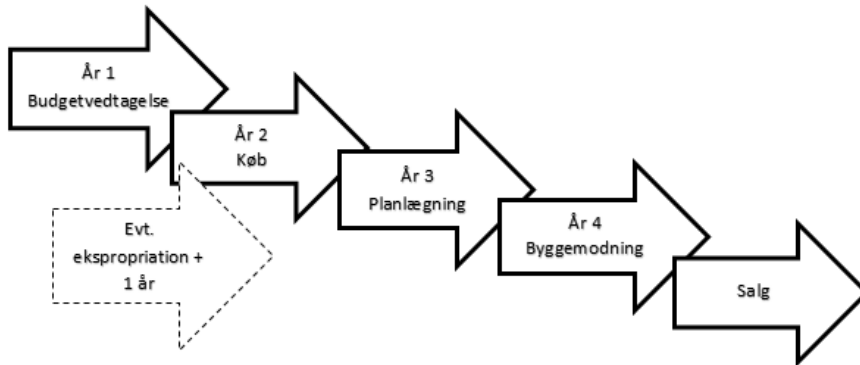 År 1
Budgetvedtagelse
År 2
Køb
År 3
Planlægning
År 4
Byggemodning
Salg
Evt.
ekspropriation +
1 år